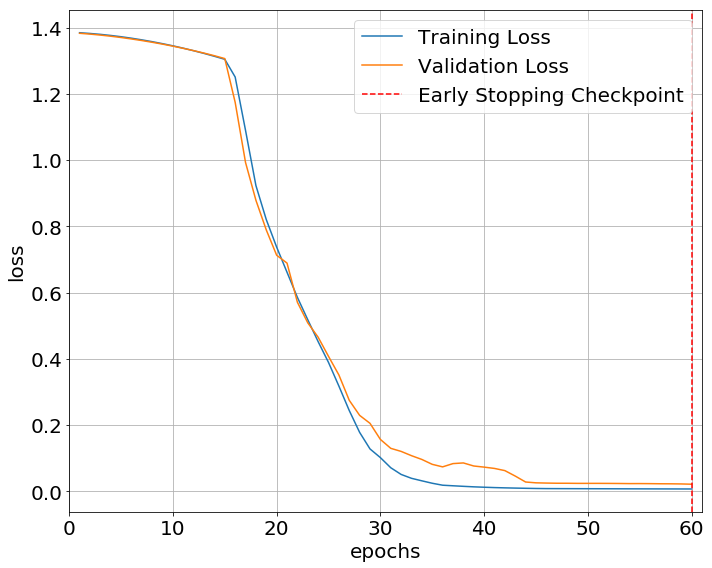 1.4
1.2
1.0
0.8
0.6
0.4
0.2
0.0
loss
Training Loss
Validation Loss
Early Stopping Checkpoint
0 10 20 30 40 50 60
epochs